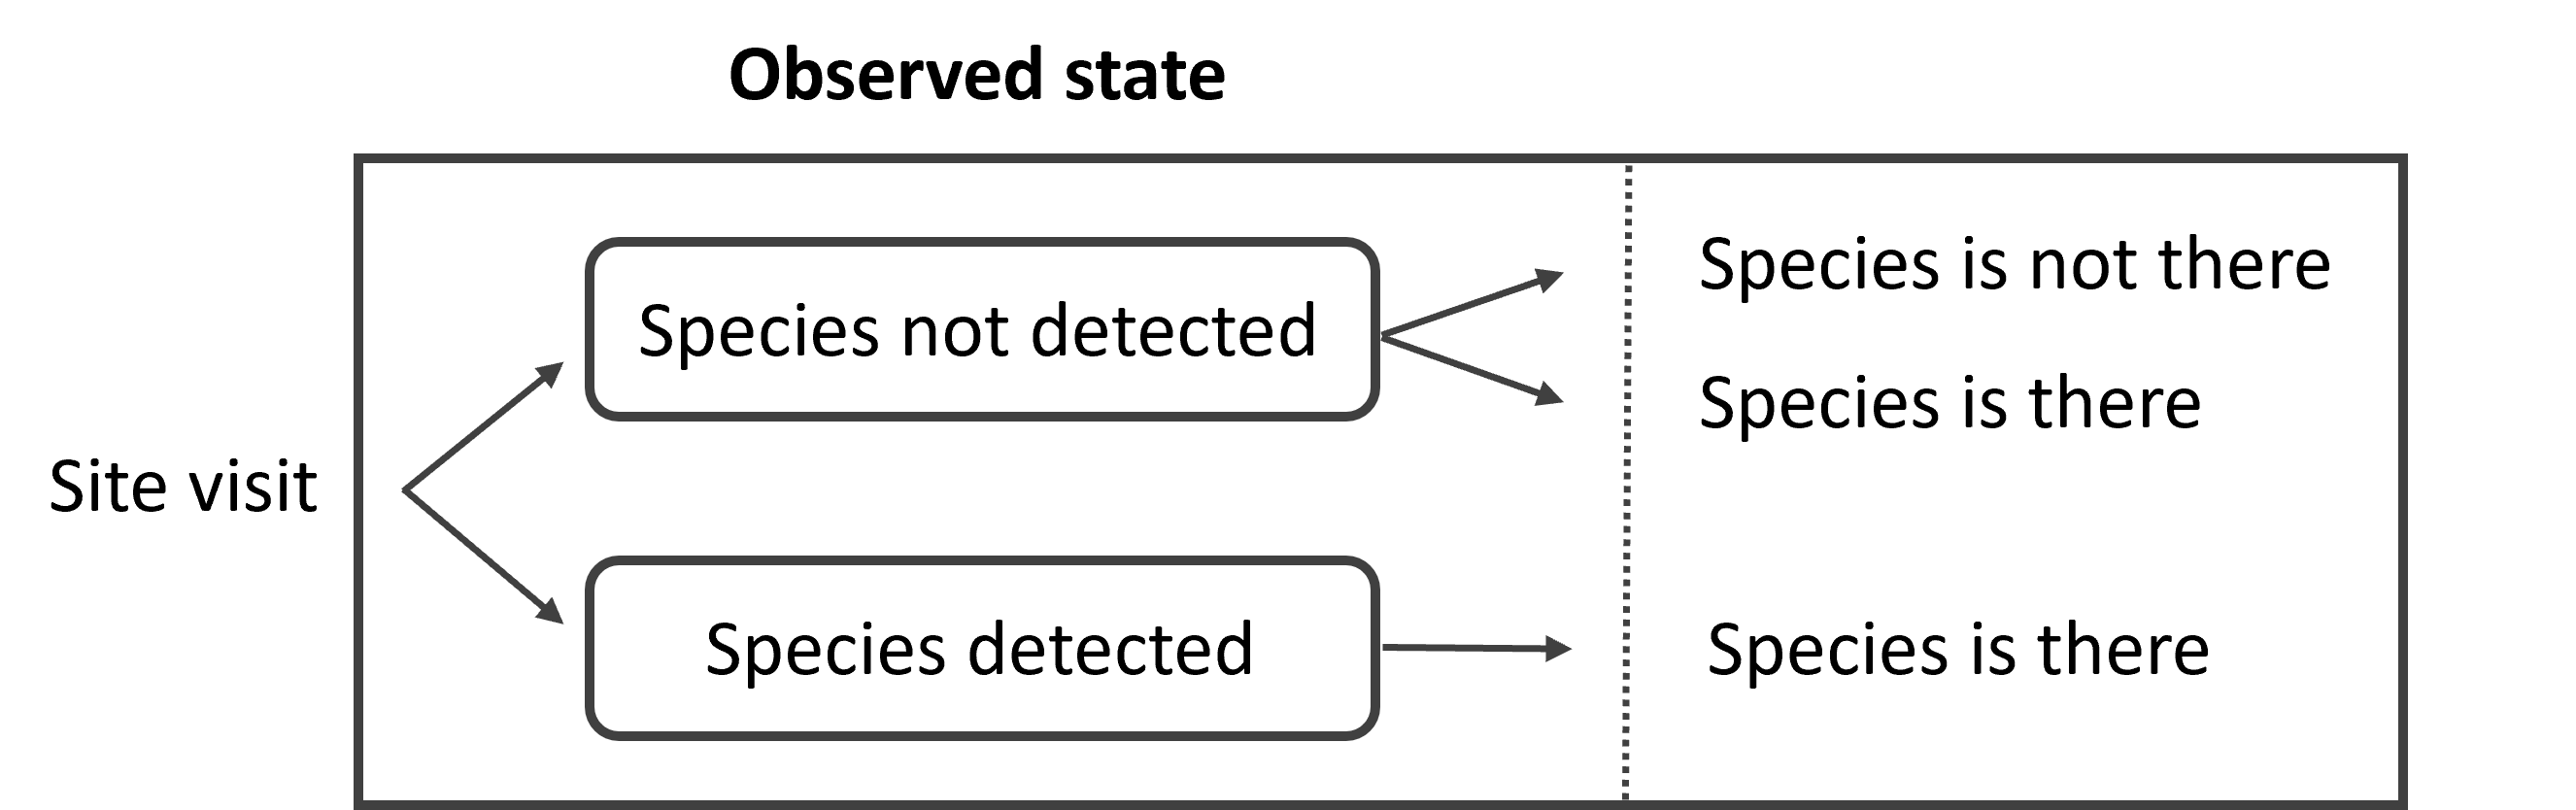 Observed state
Species not detected
Species is not there
Species is there
Site visit
Species detected
Species is there